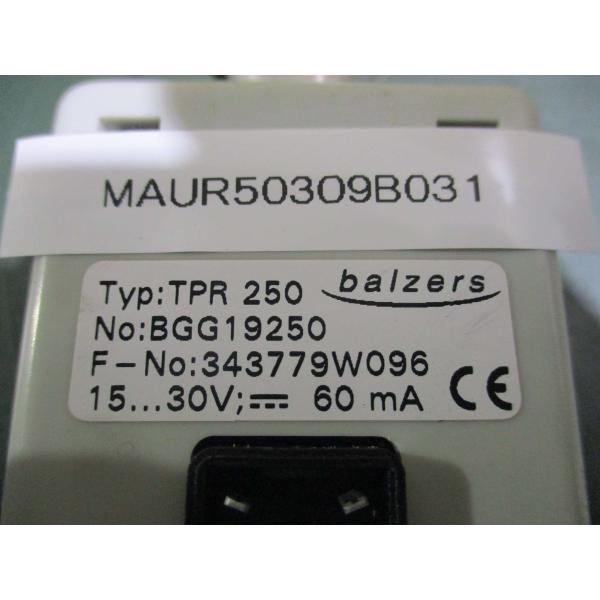 MAUR50309B031
Typ:TPR 250 balzers
No:BGG19250
F-No:343779W096
15...30V;⎓ 60 mA CE